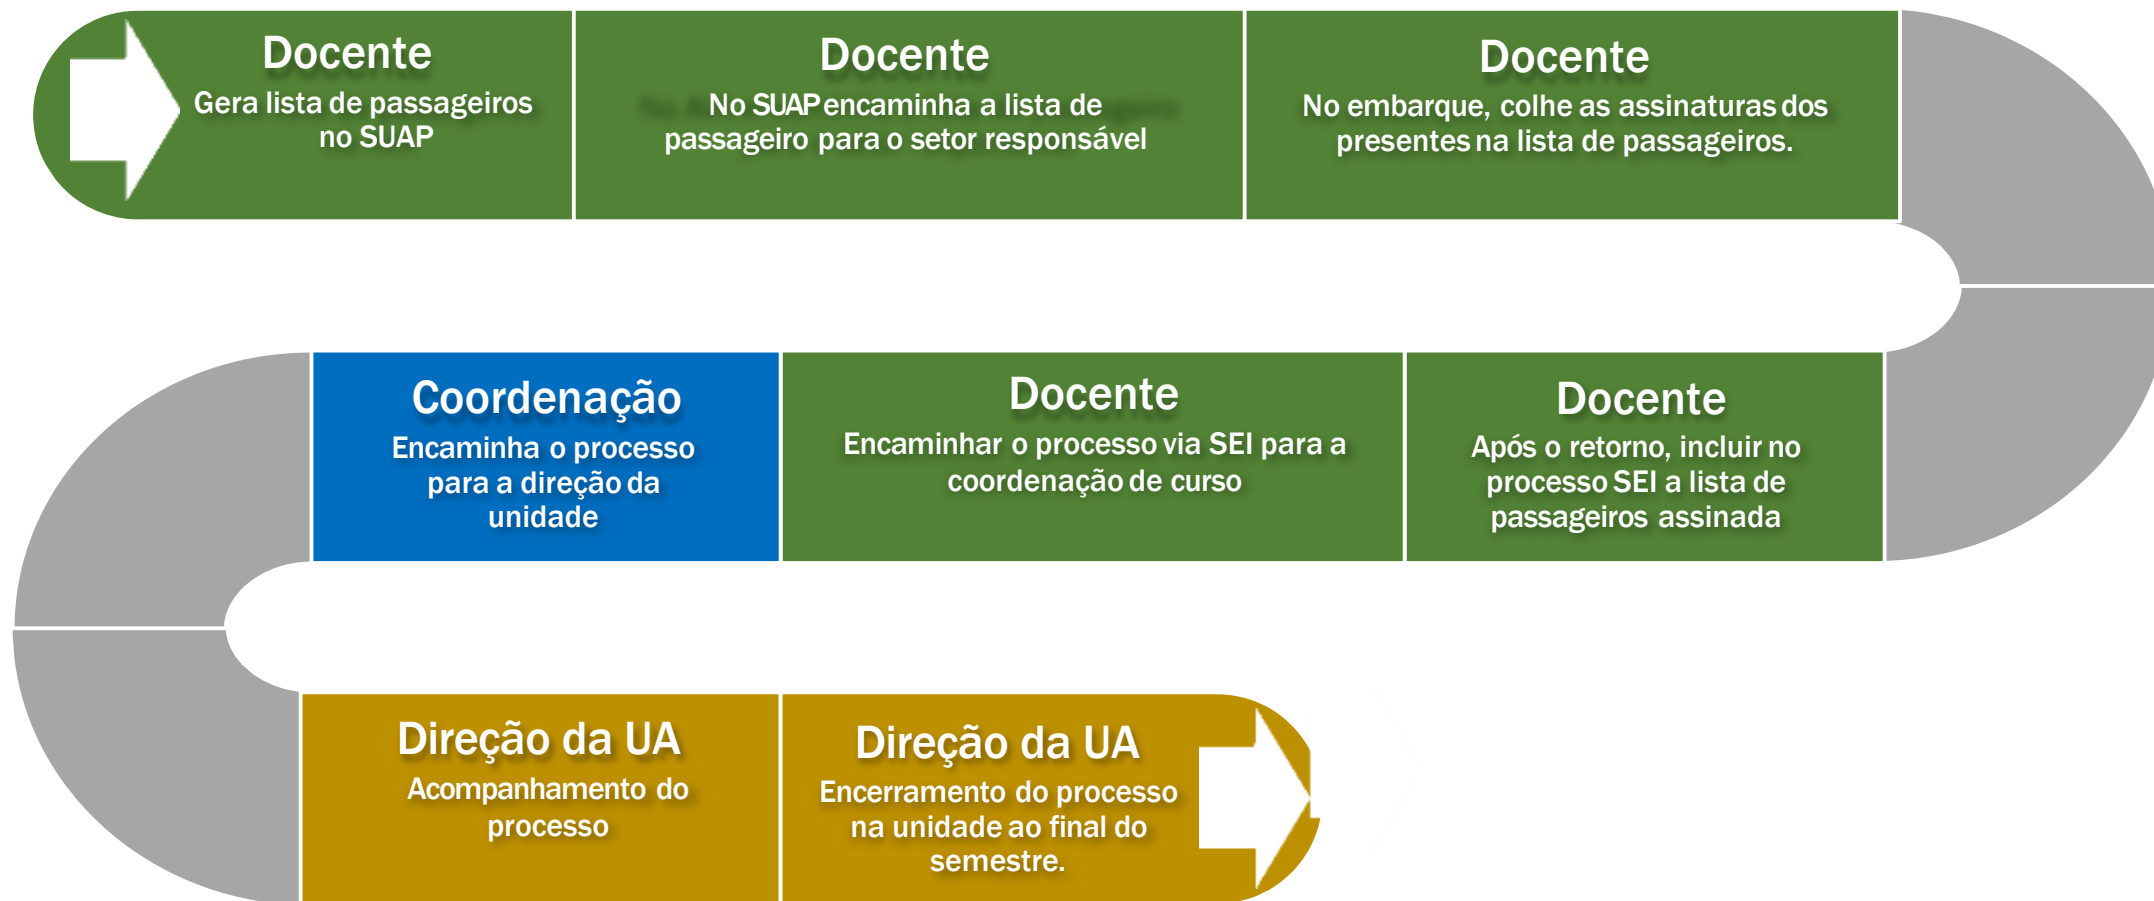 Docente
Gera lista de passageiros
no SUAP
Docente
No SUAP encaminha a lista de
passageiro para o setor responsável
Docente
No embarque, colhe as assinaturas dos
presentes na lista de passageiros.
Coordenação
Encaminha o processo
para a direção da
unidade
Docente
Encaminhar o processo via SEI para a
coordenação de curso
Docente
Após o retorno, incluir no
processo SEI a lista de
passageiros assinada
Direção da UA
Acompanhamento do
processo
Direção da UA
Encerramento do processo
na unidade ao final do
semestre.